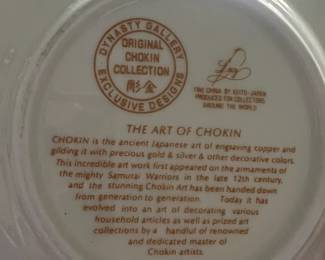 DYNASTY GALLERY
ORIGINAL
CHOKIN
COLLECTION
彫金
EXCLUSIVE DESIGNS
FINE CHINA BY KEITO-JAPAN
PRODUCED FOR COLLECTORS
AROUND THE WORLD
THE ART OF CHOKIN
CHOKIN is the ancient Japanese art of engraving copper and
gilding it with precious gold & silver & other decorative colors.
This incredible art work first appeared on the armaments of
the mighty Samurai Warriors in the late 12th century,
and the stunning Chokin Art has been handed down
from generation to generation. Today it has
evolved into an art of decorating various
household articles as well as prized art
collections by a handful of renowned
and dedicated master of
Chokin artists.